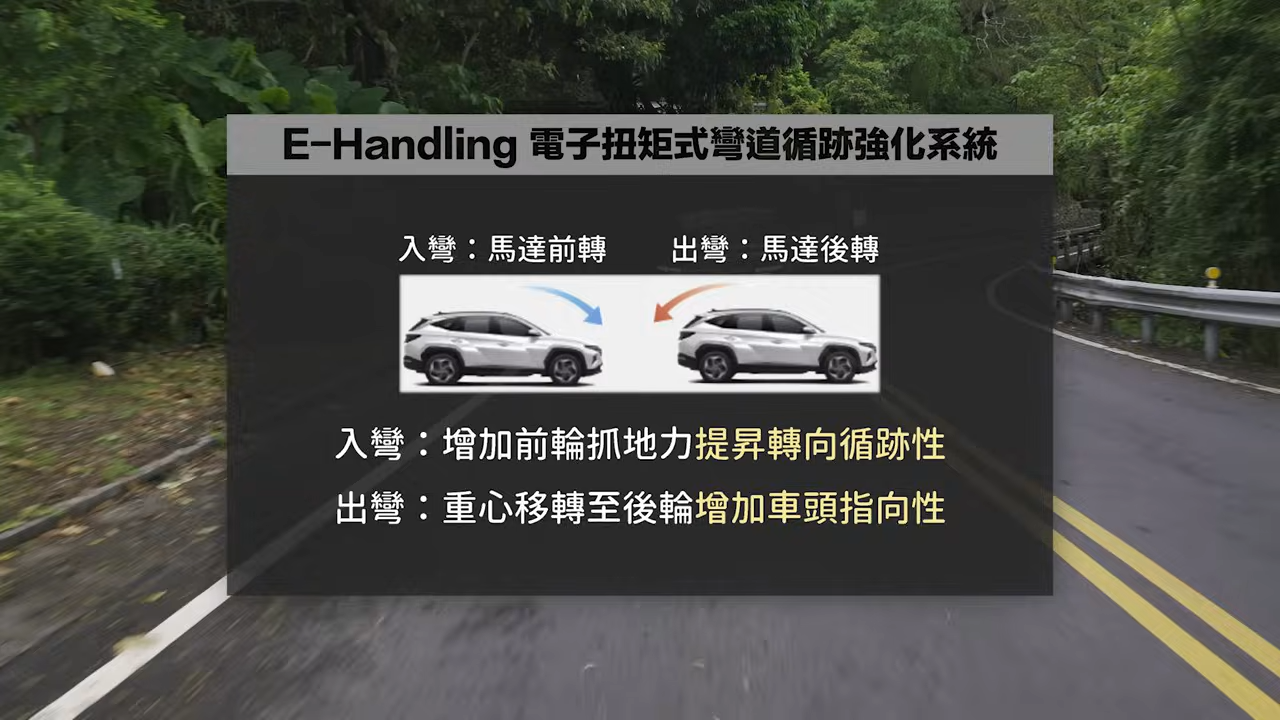 E-Handling 電子扭矩式彎道循跡強化系統
入彎：馬達前轉
出彎：馬達後轉
入彎：增加前輪抓地力提昇轉向循跡性
出彎：重心移轉至後輪增加車頭指向性